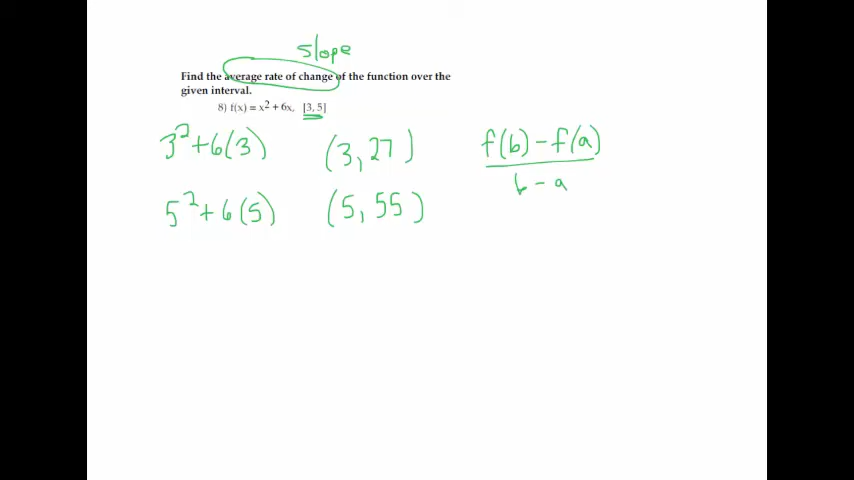 slope
Find the average rate of change of the function over the
given interval.
8) f(x) = x² + 6x, [3, 5]
3² + 6(3) (3, 27) f(b) - f(a)
b - a
5² + 6(5) (5, 55)